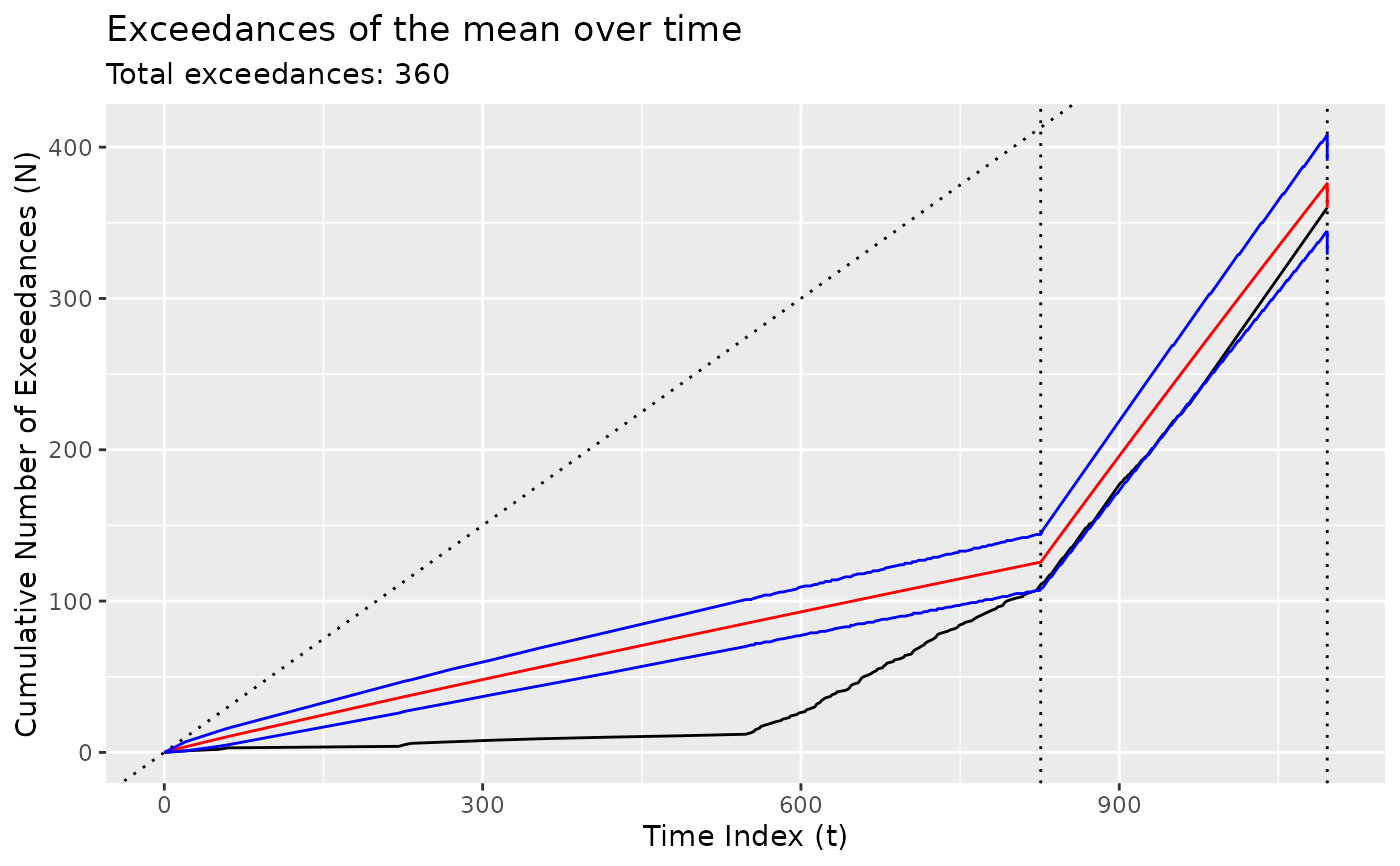 Exceedances of the mean over time
Total exceedances: 360
Cumulative Number of Exceedances (N)
400
300
200
100
0
0 300 600 900
Time Index (t)